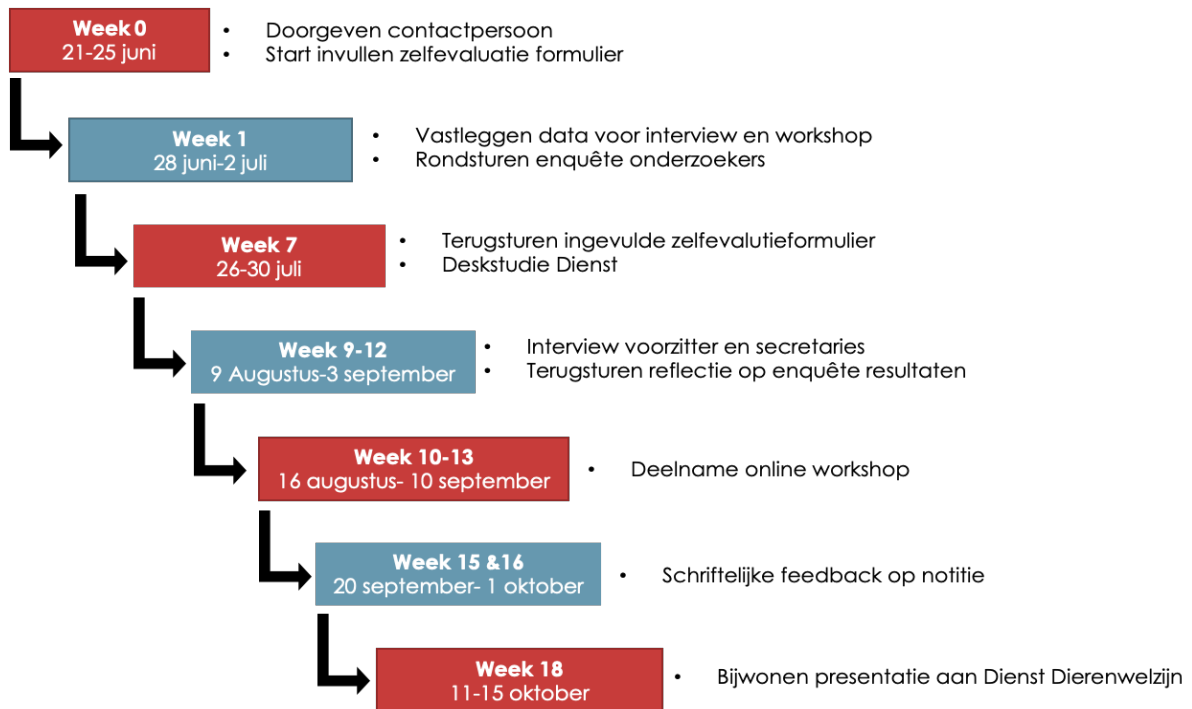 Week 0
21-25 juni
• Doorgeven contactpersoon
• Start invullen zelfevaluatie formulier
Week 1
28 juni-2 juli
• Vastleggen data voor interview en workshop
• Rondsturen enquête onderzoekers
Week 7
26-30 juli
• Terugsturen ingevulde zelfevalutieformulier
• Deskstudie Dienst
Week 9-12
9 Augustus-3 september
• Interview voorzitter en secretaries
• Terugsturen reflectie op enquête resultaten
Week 10-13
16 augustus- 10 september
• Deelname online workshop
Week 15 &16
20 september- 1 oktober
• Schriftelijke feedback op notitie
Week 18
11-15 oktober
• Bijwonen presentatie aan Dienst Dierenwelzijn